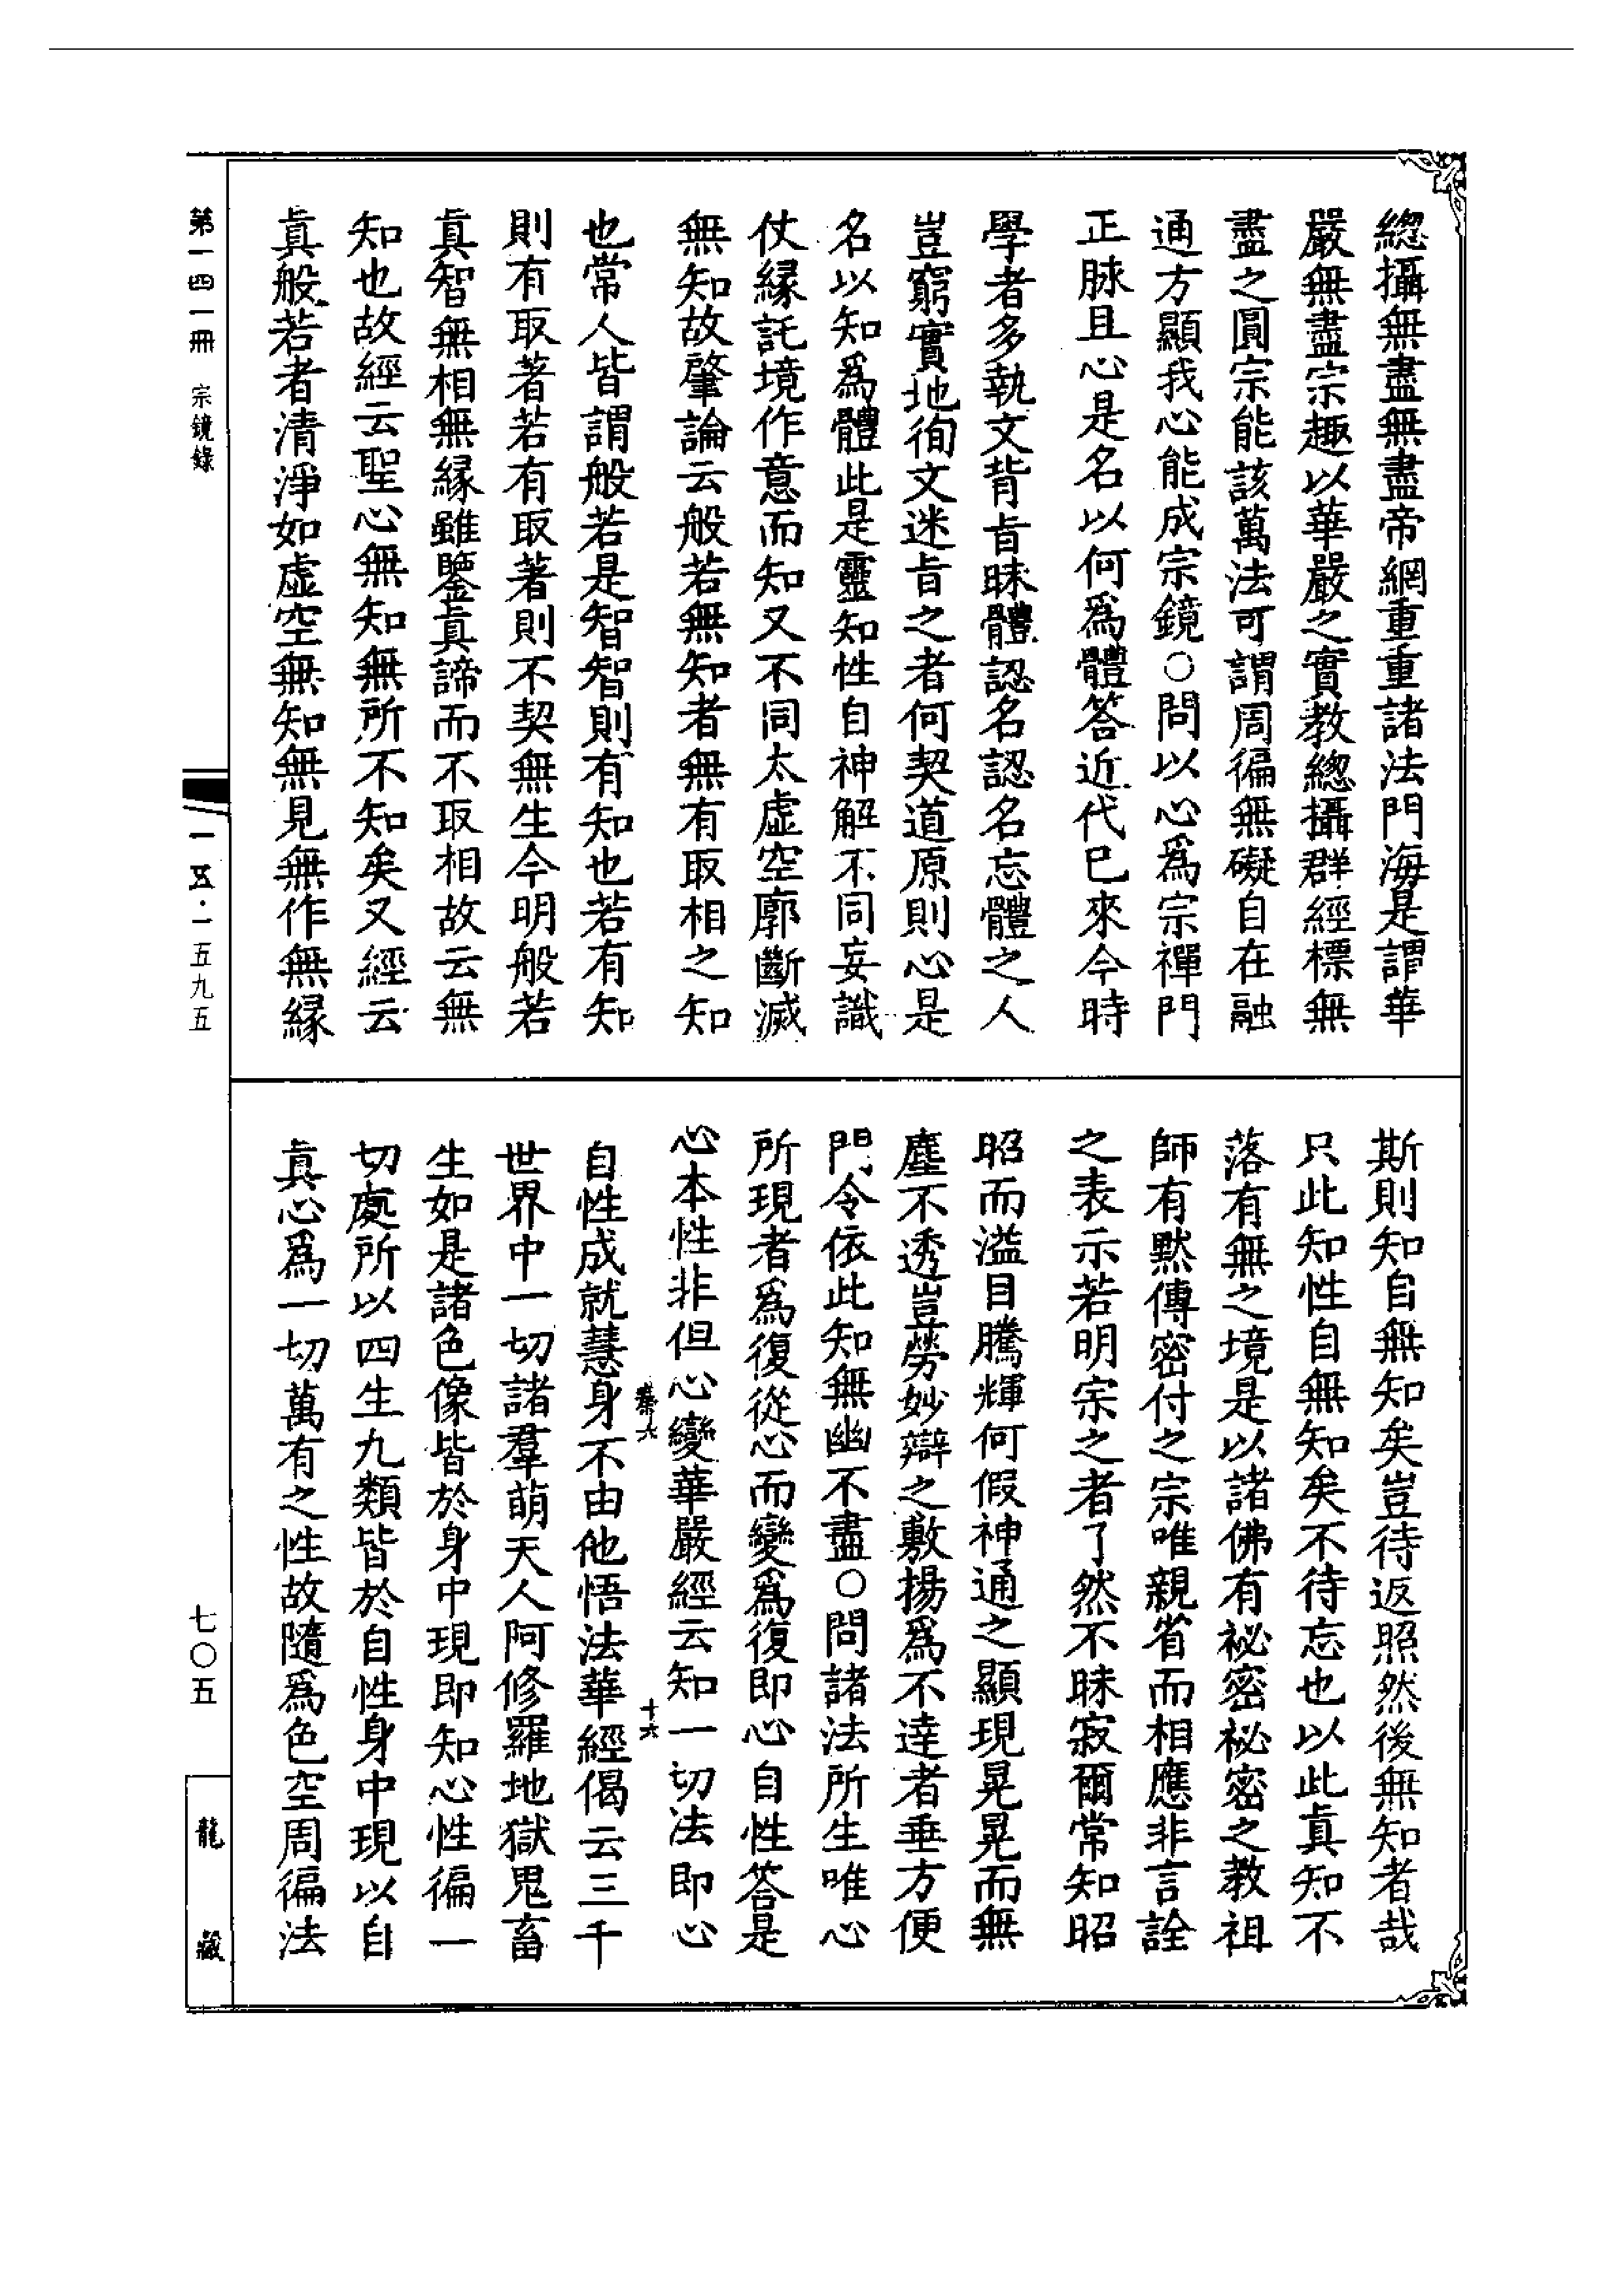 總攝無盡無盡帝網重重諸法門海是謂華
嚴無盡宗趣以華嚴之實教總攝群經標無
盡之圓宗能該萬法可謂周徧無礙自在融
通方顯我心能成宗鏡○問以心爲宗禪門
正脉且心是名以何爲體答近代已來今時
學者多執文背旨昧體認名認名忘體之人
豈窮實地徇文迷旨之者何契道原則心是
名以知爲體此是靈知性自神解不同妄識
仗緣託境作意而知又不同太虛空廓斷滅
無知故肇論云般若無知者無有取相之知
也常人皆謂般若是智智則有知也若有知
則有取著若有取著則不契無生今明般若
真智無相無緣雖鑒真諦而不取相故云無
知也故經云聖心無知無所不知矣又經云
真般若者清淨如虛空無知無見無作無緣
斯則知自無知矣豈待返照然後無知者哉
只此知性自無知矣不待忘也以此真知不
落有無之境是以諸佛有祕密祕密之教祖
師有默傳密付之宗唯親省而相應非言詮
之表示若明宗之者了然不昧寂爾常知昭
昭而溢目騰輝何假神通之顯現晃晃而無
塵不透豈勞妙辯之敷揚爲不達者垂方便
門令依此知無幽不盡○問諸法所生唯心
所現者爲復從心而變爲復即心自性答是
心本性非但心變華嚴經云知一切法即心
自性成就慧身不由他悟法華經偈云三千
世界中一切諸羣萌天人阿修羅地獄鬼畜
生如是諸色像皆於身中現即知心性徧一
切處所以四生九類皆於自性身中現以自
真心爲一切萬有之性故隨爲色空周徧法
十六
第一四一冊 宗鏡錄
一五·一五九五
七○五
龍藏